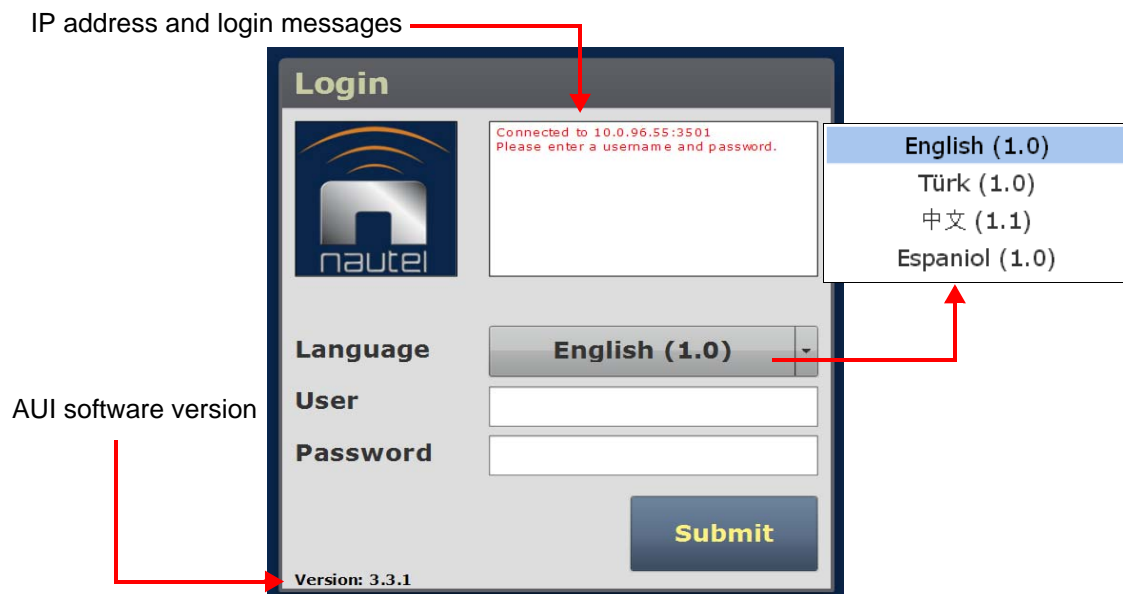 IP address and login messages
Login
Connected to 10.0.96.55:3501
Please enter a username and password.
nautel
English (1.0)
Türk (1.0)
中文 (1.1)
Espaniol (1.0)
Language
English (1.0)
User
AUI software version
Password
Submit
Version: 3.3.1